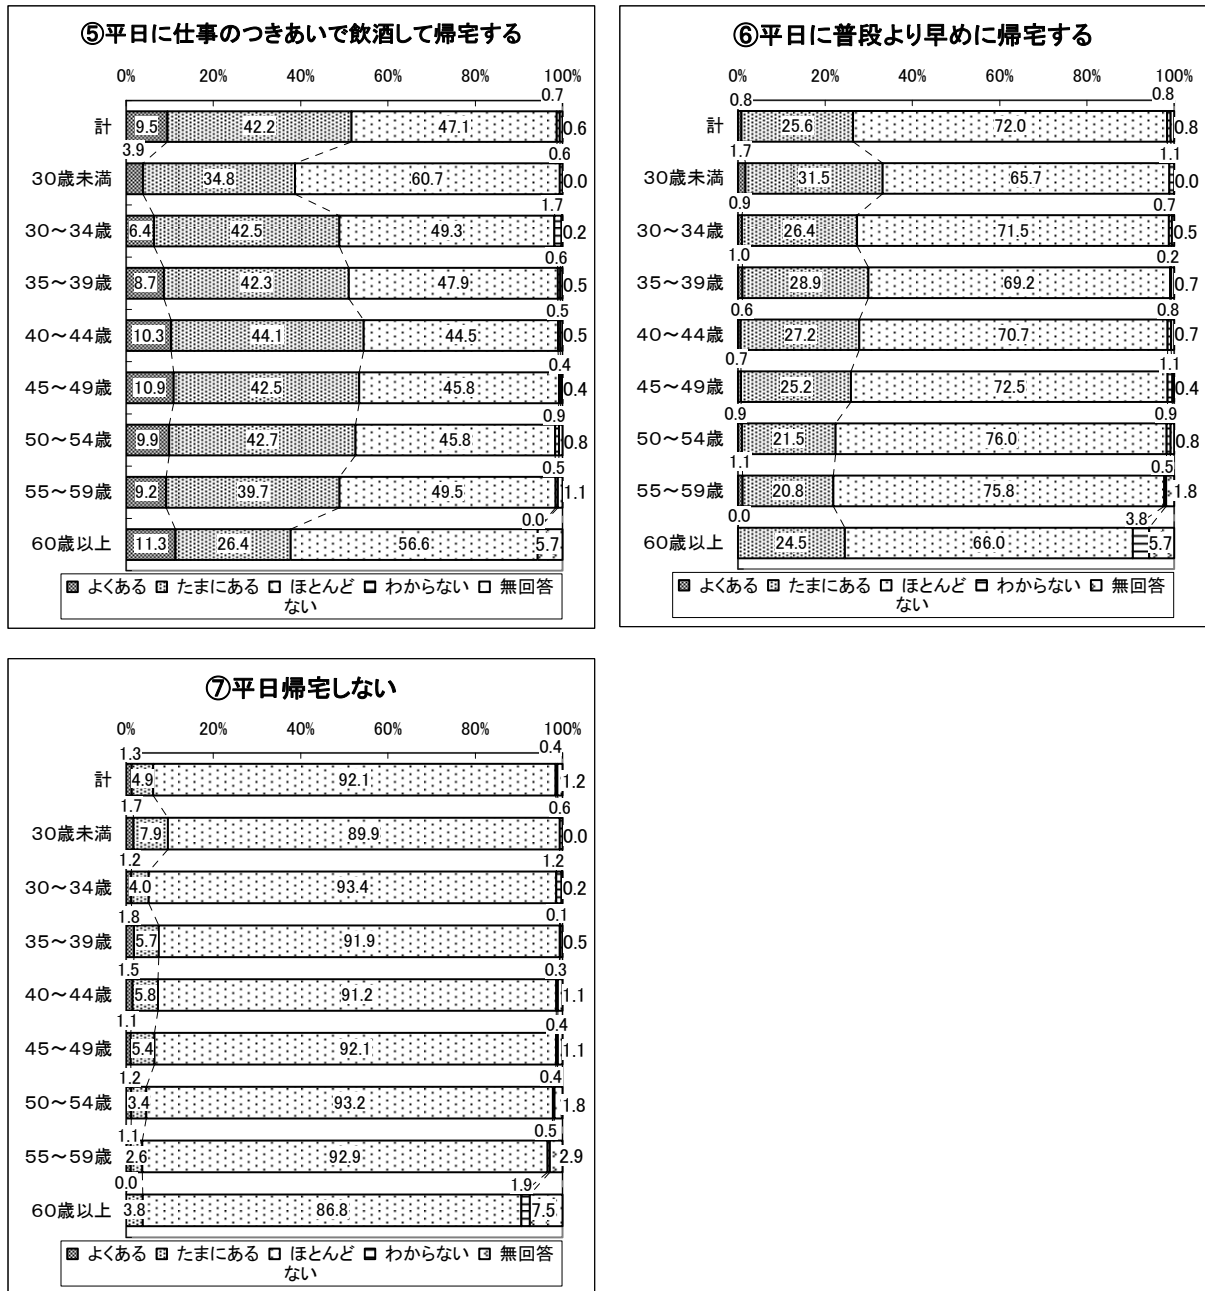 ⑤平日に仕事のつきあいで飲酒して帰宅する
0% 20% 40% 60% 80% 100%
0.7
計 9.5 42.2 47.1 0.6
3.9 0.6
30歳未満 34.8 60.7 0.0
1.7
30～34歳 6.4 42.5 49.3 0.2
0.6
35～39歳 8.7 42.3 47.9 0.5
0.5
40～44歳 10.3 44.1 44.5 0.5
0.4
45～49歳 10.9 42.5 45.8 0.4
0.9
50～54歳 9.9 42.7 45.8 0.8
0.5
55～59歳 9.2 39.7 49.5 1.1
0.0
60歳以上 11.3 26.4 56.6 5.7
よくある たまにある ほとんど わからない 無回答
ない
⑥平日に普段より早めに帰宅する
0% 20% 40% 60% 80% 100%
0.8 0.8
計 25.6 72.0 0.8
1.7 1.1
30歳未満 31.5 65.7 0.0
0.9 0.7
30～34歳 26.4 71.5 0.5
1.0 0.2
35～39歳 28.9 69.2 0.7
0.6 0.8
40～44歳 27.2 70.7 0.7
0.7 1.1
45～49歳 25.2 72.5 0.4
0.9 0.9
50～54歳 21.5 76.0 0.8
1.1 0.5
55～59歳 20.8 75.8 1.8
0.0 3.8
60歳以上 24.5 66.0 5.7
よくある たまにある ほとんど わからない 無回答
ない
⑦平日帰宅しない
0% 20% 40% 60% 80% 100%
1.3 0.4
計 4.9 92.1 1.2
1.7 0.6
30歳未満 7.9 89.9 0.0
1.2 1.2
30～34歳 4.0 93.4 0.2
1.8 0.1
35～39歳 5.7 91.9 0.5
1.5 0.3
40～44歳 5.8 91.2 1.1
1.1 0.4
45～49歳 5.4 92.1 1.1
1.2 0.4
50～54歳 3.4 93.2 1.8
1.1 0.5
55～59歳 2.6 92.9 2.9
0.0 1.9
60歳以上 3.8 86.8 7.5
よくある たまにある ほとんど わからない 無回答
ない